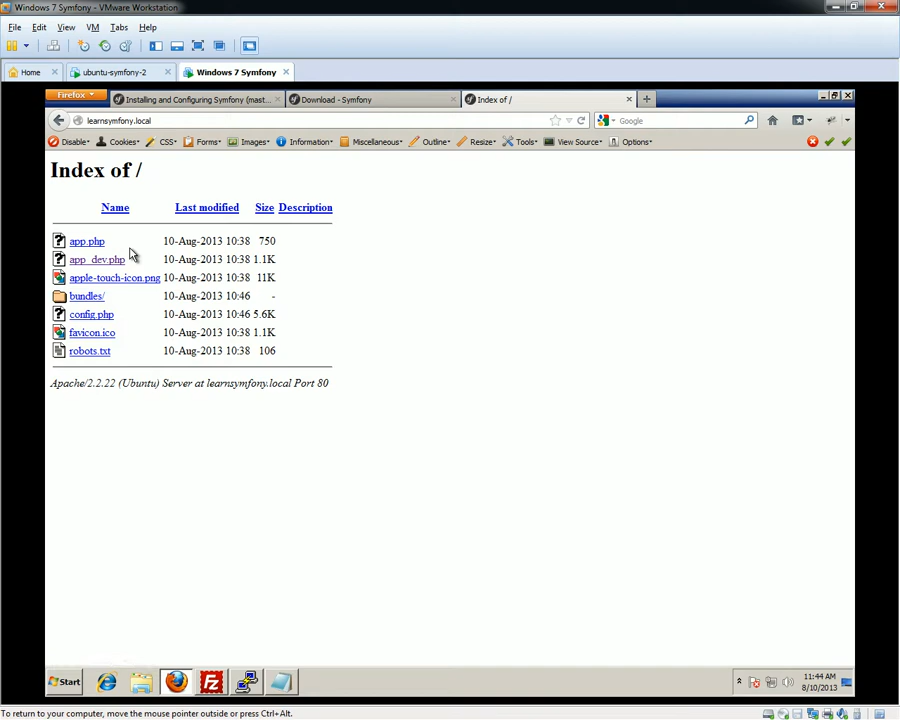 Windows 7 Symfony - VMware Workstation
File Edit View VM Tabs Help
Home ubuntu-symfony-2 Windows 7 Symfony
Firefox Installing and Configuring Symfony (mast... Download - Symfony Index of /
learnsymfony.local Google
Disable Cookies CSS Forms Images Information Miscellaneous Outline Resize Tools View Source Options
Index of /
Name Last modified Size Description
app.php 10-Aug-2013 10:38 750
app_dev.php 10-Aug-2013 10:38 1.1K
apple-touch-icon.png 10-Aug-2013 10:38 11K
bundles/ 10-Aug-2013 10:46 -
config.php 10-Aug-2013 10:46 5.6K
favicon.ico 10-Aug-2013 10:38 1.1K
robots.txt 10-Aug-2013 10:38 106
Apache/2.2.22 (Ubuntu) Server at learnsymfony.local Port 80
Start
11:44 AM
8/10/2013
To return to your computer, move the mouse pointer outside or press Ctrl+Alt.